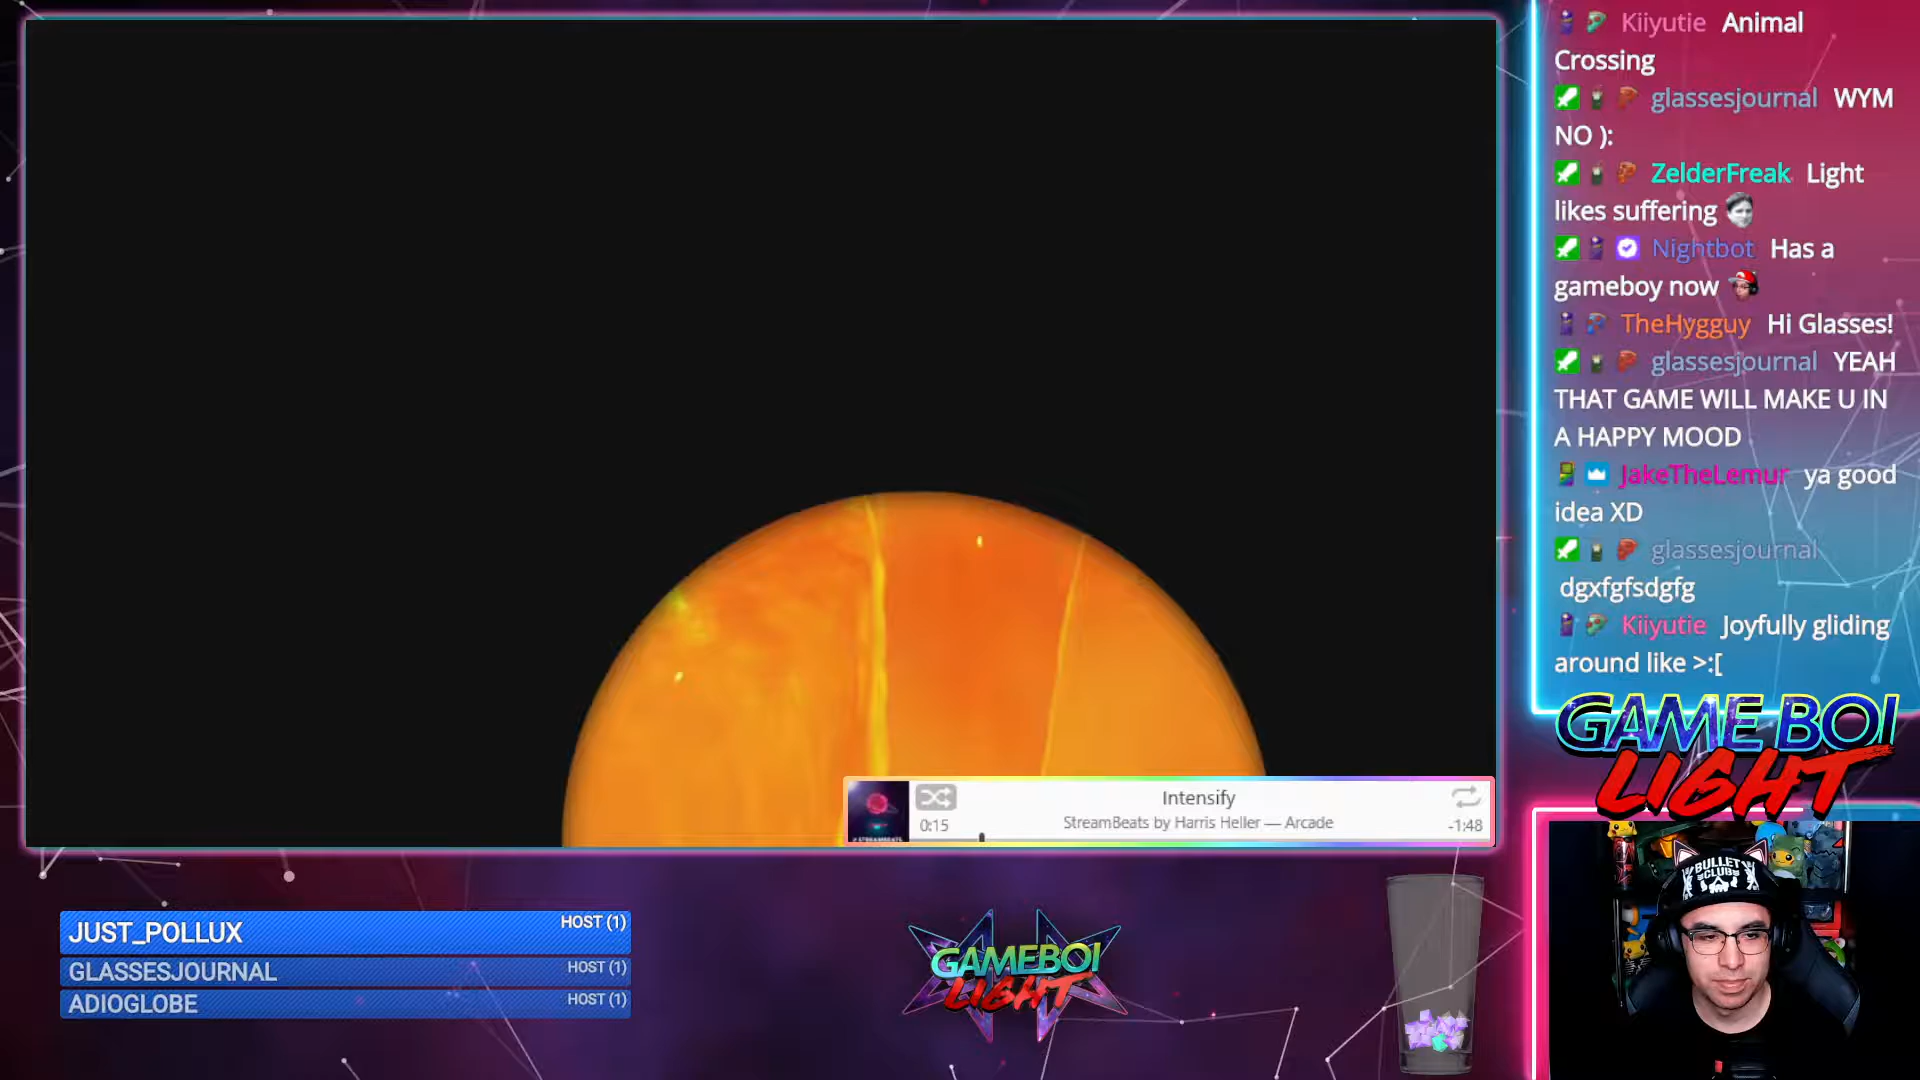 Kiiyutie Animal
Crossing
glassesjournal WYM
NO ):
ZelderFreak Light
likes suffering
Nightbot Has a
gameboy now
TheHygguy Hi Glasses!
glassesjournal YEAH
THAT GAME WILL MAKE U IN
A HAPPY MOOD
JakeTheLemur ya good
idea XD
glassesjournal
dgxfgfsdgfg
Kiiyutie Joyfully gliding
around like >:[
GAME BOI
LIGHT
Intensify
0:15
StreamBeats by Harris Heller — Arcade
-1:48
JUST_POLLUX HOST (1)
GLASSESJOURNAL HOST (1)
ADIOGLOBE HOST (1)
GAMEBOI
LIGHT
BULLET
CLUB